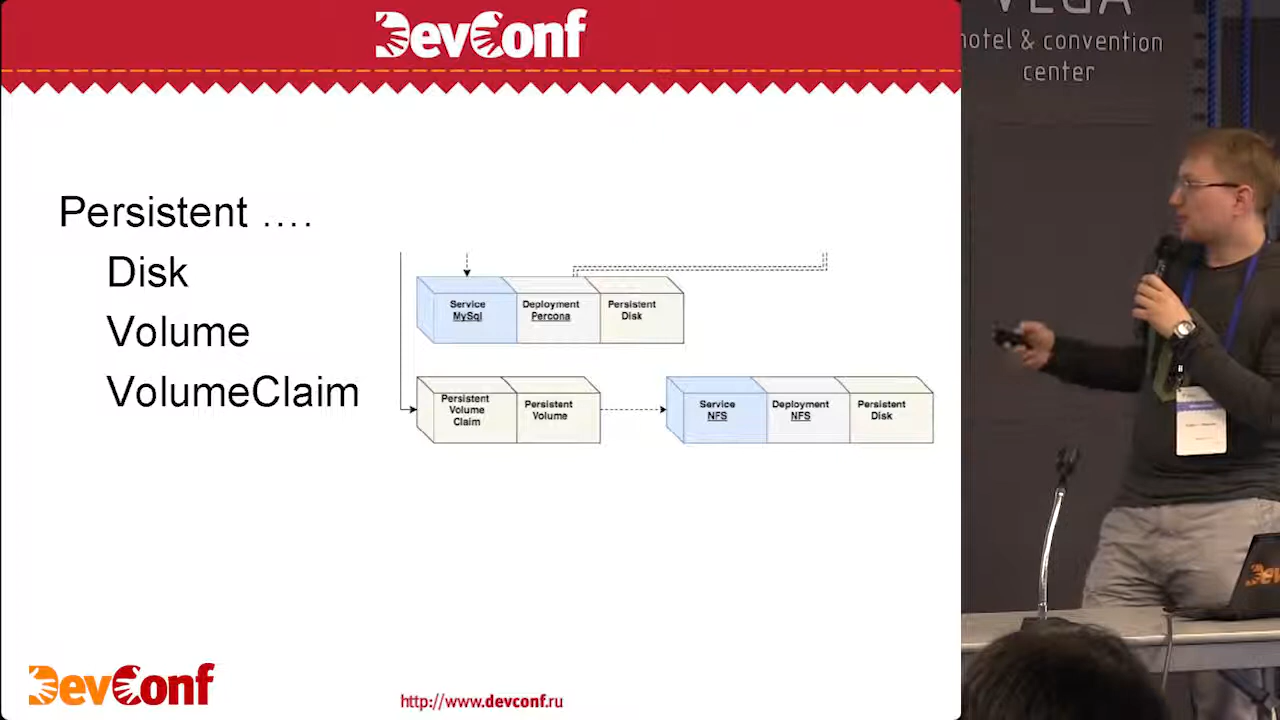 DevConf
VEGA
hotel & convention
center
Persistent ....
Disk
Volume
VolumeClaim
Service
MySql
Deployment
Percona
Persistent
Disk
Persistent
Volume
Claim
Persistent
Volume
Service
NFS
Deployment
NFS
Persistent
Disk
DevConf
http://www.devconf.ru